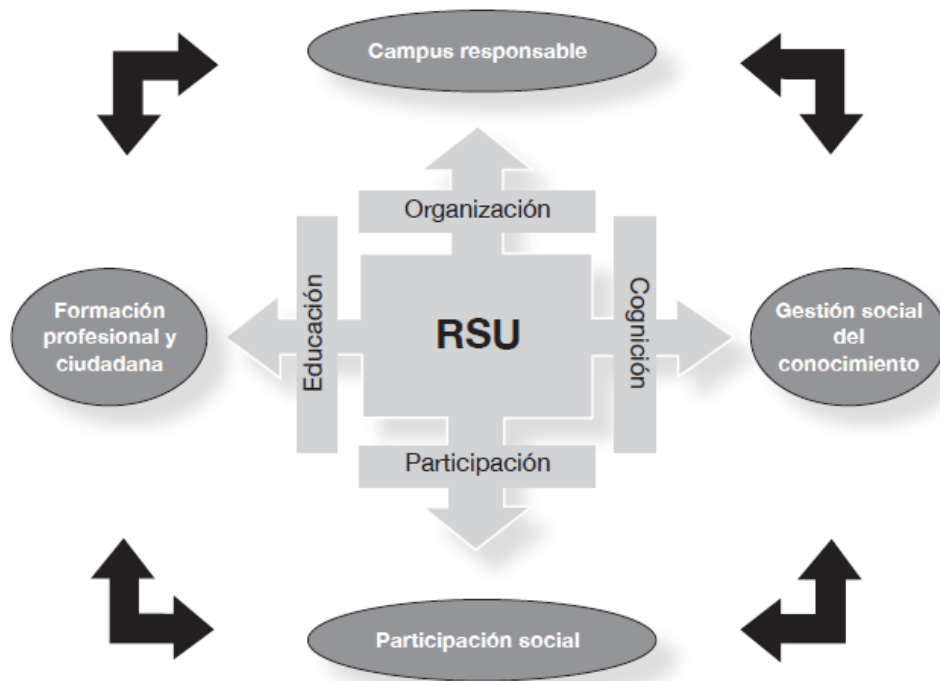 Campus responsable
Organización
Formación
profesional y
ciudadana
Educación
RSU
Cognición
Gestión social
del
conocimiento
Participación
Participación social